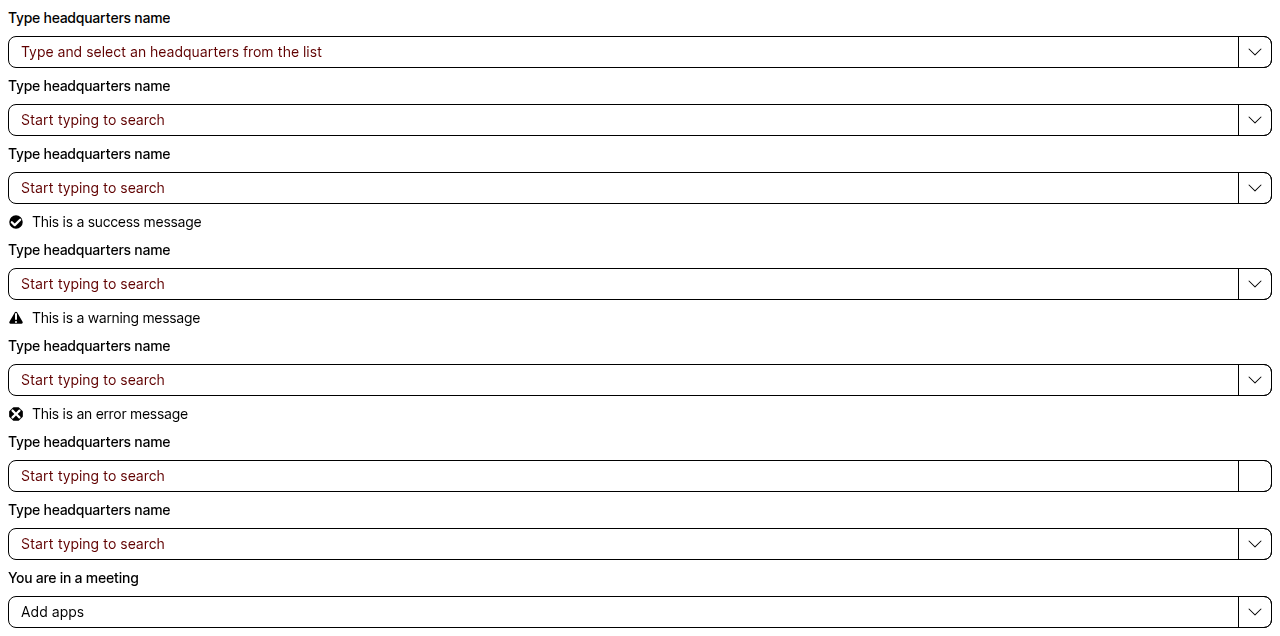 Type headquarters name
Type and select an headquarters from the list
Type headquarters name
Start typing to search
Type headquarters name
Start typing to search
This is a success message
Type headquarters name
Start typing to search
This is a warning message
Type headquarters name
Start typing to search
This is an error message
Type headquarters name
Start typing to search
Type headquarters name
Start typing to search
You are in a meeting
Add apps